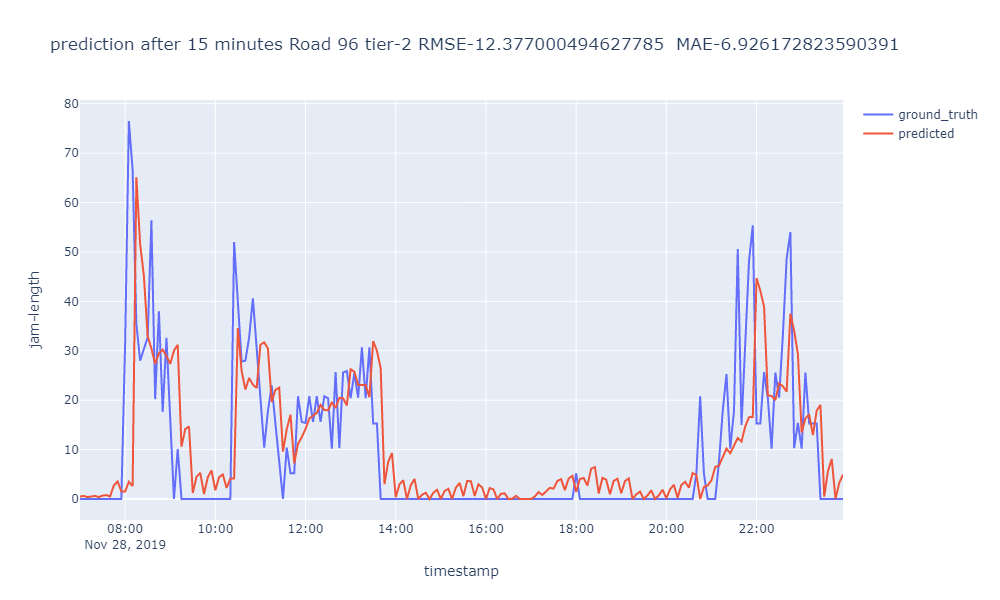 prediction after 15 minutes Road 96 tier-2 RMSE-12.377000494627785  MAE-6.926172823590391
ground_truth
predicted
80
70
60
50
40
30
20
10
0
jam-length
08:00 10:00 12:00 14:00 16:00 18:00 20:00 22:00
Nov 28, 2019
timestamp